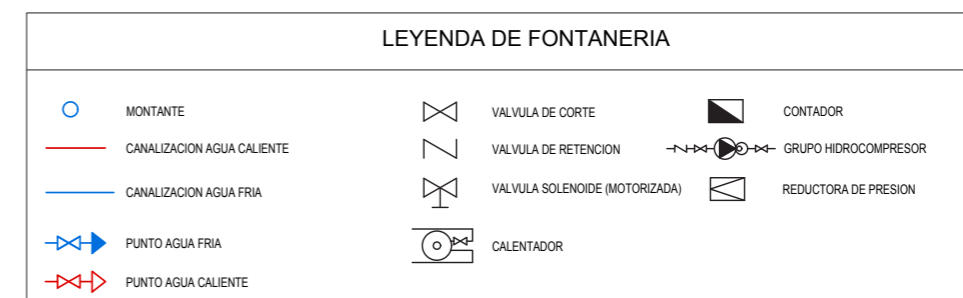 LEYENDA DE FONTANERIA
MONTANTE
CANALIZACION AGUA CALIENTE
CANALIZACION AGUA FRIA
PUNTO AGUA FRIA
PUNTO AGUA CALIENTE
VALVULA DE CORTE
VALVULA DE RETENCION
VALVULA SOLENOIDE (MOTORIZADA)
CALENTADOR
CONTADOR
GRUPO HIDROCOMPRESOR
REDUCTORA DE PRESION